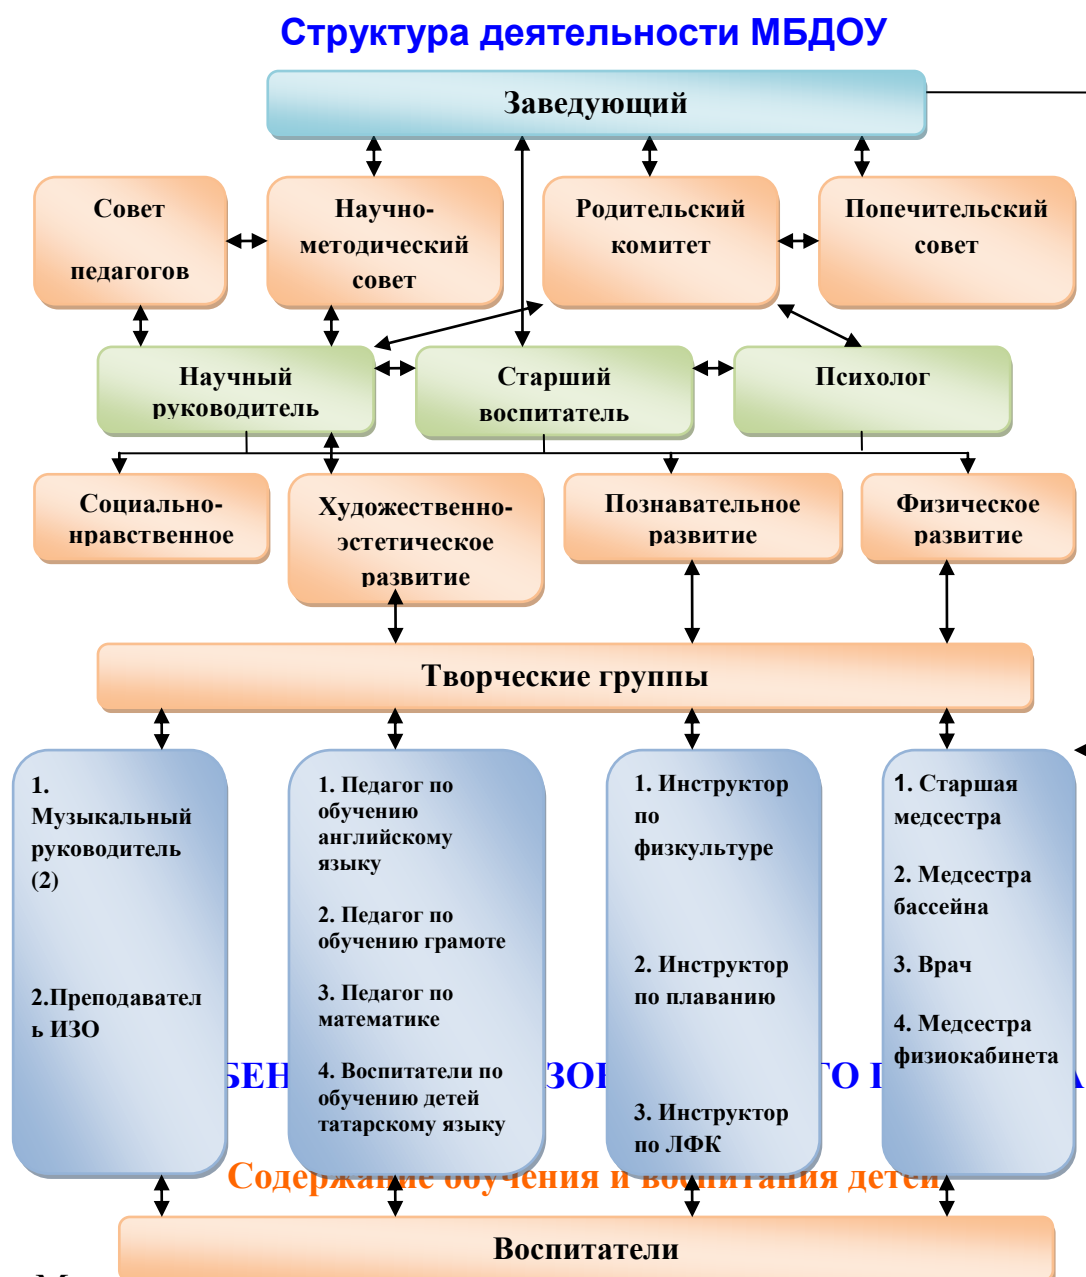 Структура деятельности МБДОУ
Заведующий
Совет
педагогов
Научно-
методический
совет
Родительский
комитет
Попечительский
совет
Научный
руководитель
Старший
воспитатель
Психолог
Социально-
нравственное
Художественно-
эстетическое
развитие
Познавательное
развитие
Физическое
развитие
Творческие группы
1.
Музыкальный
руководитель
(2)
2.Преподавател
ь ИЗО
1. Педагог по
обучению
английскому
языку
2. Педагог по
обучению грамоте
3. Педагог по
математике
4. Воспитатели по
обучению детей
татарскому языку
1. Инструктор
по
физкультуре
2. Инструктор
по плаванию
3. Инструктор
по ЛФК
1. Старшая
медсестра
2. Медсестра
бассейна
3. Врач
4. Медсестра
физиокабинета
Содержание обучения и воспитания детей
Воспитатели